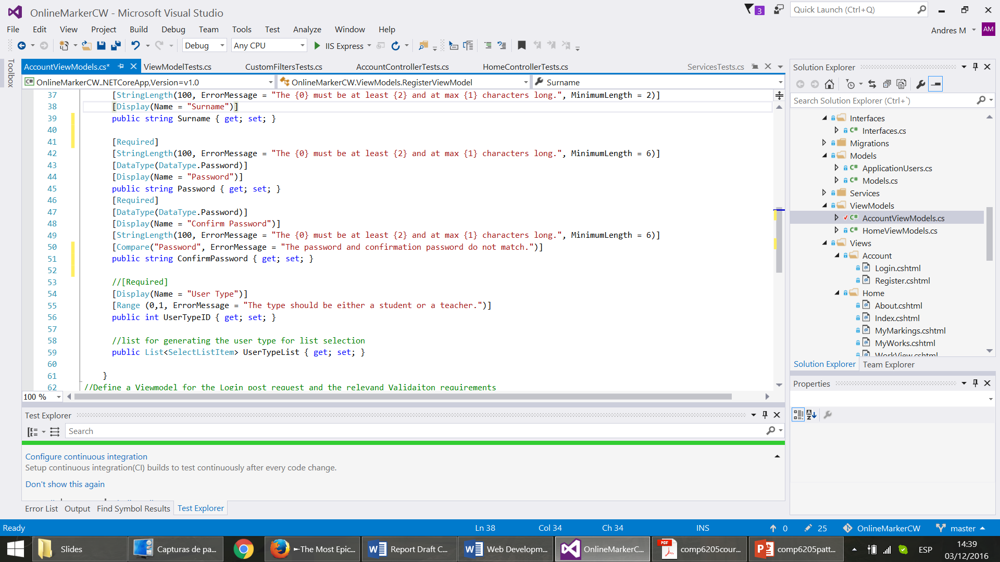 OnlineMarkerCW - Microsoft Visual Studio
3
Quick Launch (Ctrl+Q)
File Edit View Project Build Debug Team Tools Test Analyze Window Help
Andres M AM
Debug Any CPU IIS Express
Toolbox
AccountViewModels.cs* ViewModelTests.cs CustomFiltersTests.cs AccountControllerTests.cs HomeControllerTests.cs ServicesTests.cs
OnlineMarkerCW..NETCoreApp,Version=v1.0 OnlineMarkerCW.ViewModels.RegisterViewModel Surname
37 [StringLength(100, ErrorMessage = "The {0} must be at least {2} and at max {1} characters long.", MinimumLength = 2)]
38 [Display(Name = "Surname")]
39 public string Surname { get; set; }
40
41 [Required]
42 [StringLength(100, ErrorMessage = "The {0} must be at least {2} and at max {1} characters long.", MinimumLength = 6)]
43 [DataType(DataType.Password)]
44 [Display(Name = "Password")]
45 public string Password { get; set; }
46 [Required]
47 [DataType(DataType.Password)]
48 [Display(Name = "Confirm Password")]
49 [StringLength(100, ErrorMessage = "The {0} must be at least {2} and at max {1} characters long.", MinimumLength = 6)]
50 [Compare("Password", ErrorMessage = "The password and confirmation password do not match.")]
51 public string ConfirmPassword { get; set; }
52
53 //[Required]
54 [Display(Name = "User Type")]
55 [Range (0,1, ErrorMessage = "The type should be either a student or a teacher.")]
56 public int UserTypeID { get; set; }
57
58 //list for generating the user type for list selection
59 public List<SelectListItem> UserTypeList { get; set; }
60
61 }
62 //Define a Viewmodel for the Login post request and the relevand Validaiton requirements
100 %
Solution Explorer
Search Solution Explorer (Ctrl+`)
Interfaces
C# Interfaces.cs
Migrations
Models
C# ApplicationUsers.cs
C# Models.cs
Services
ViewModels
C# AccountViewModels.cs
C# HomeViewModels.cs
Views
Account
Login.cshtml
Register.cshtml
Home
About.cshtml
Index.cshtml
MyMarkings.cshtml
MyWorks.cshtml
WorkView.cshtml
Solution Explorer Team Explorer
Properties
Test Explorer
Search
Configure continuous integration
Setup continuous integration(CI) builds to test continuously after every code change.
Don't show this again
Error List Output Find Symbol Results Test Explorer
Ready Ln 38 Col 34 Ch 34 INS 0 25 OnlineMarkerCW master
Slides Capturas de pa... The Most Epic... Report Draft C... Web Developm... OnlineMarkerC... comp6205cour... comp6205patt... ESP
14:39
03/12/2016